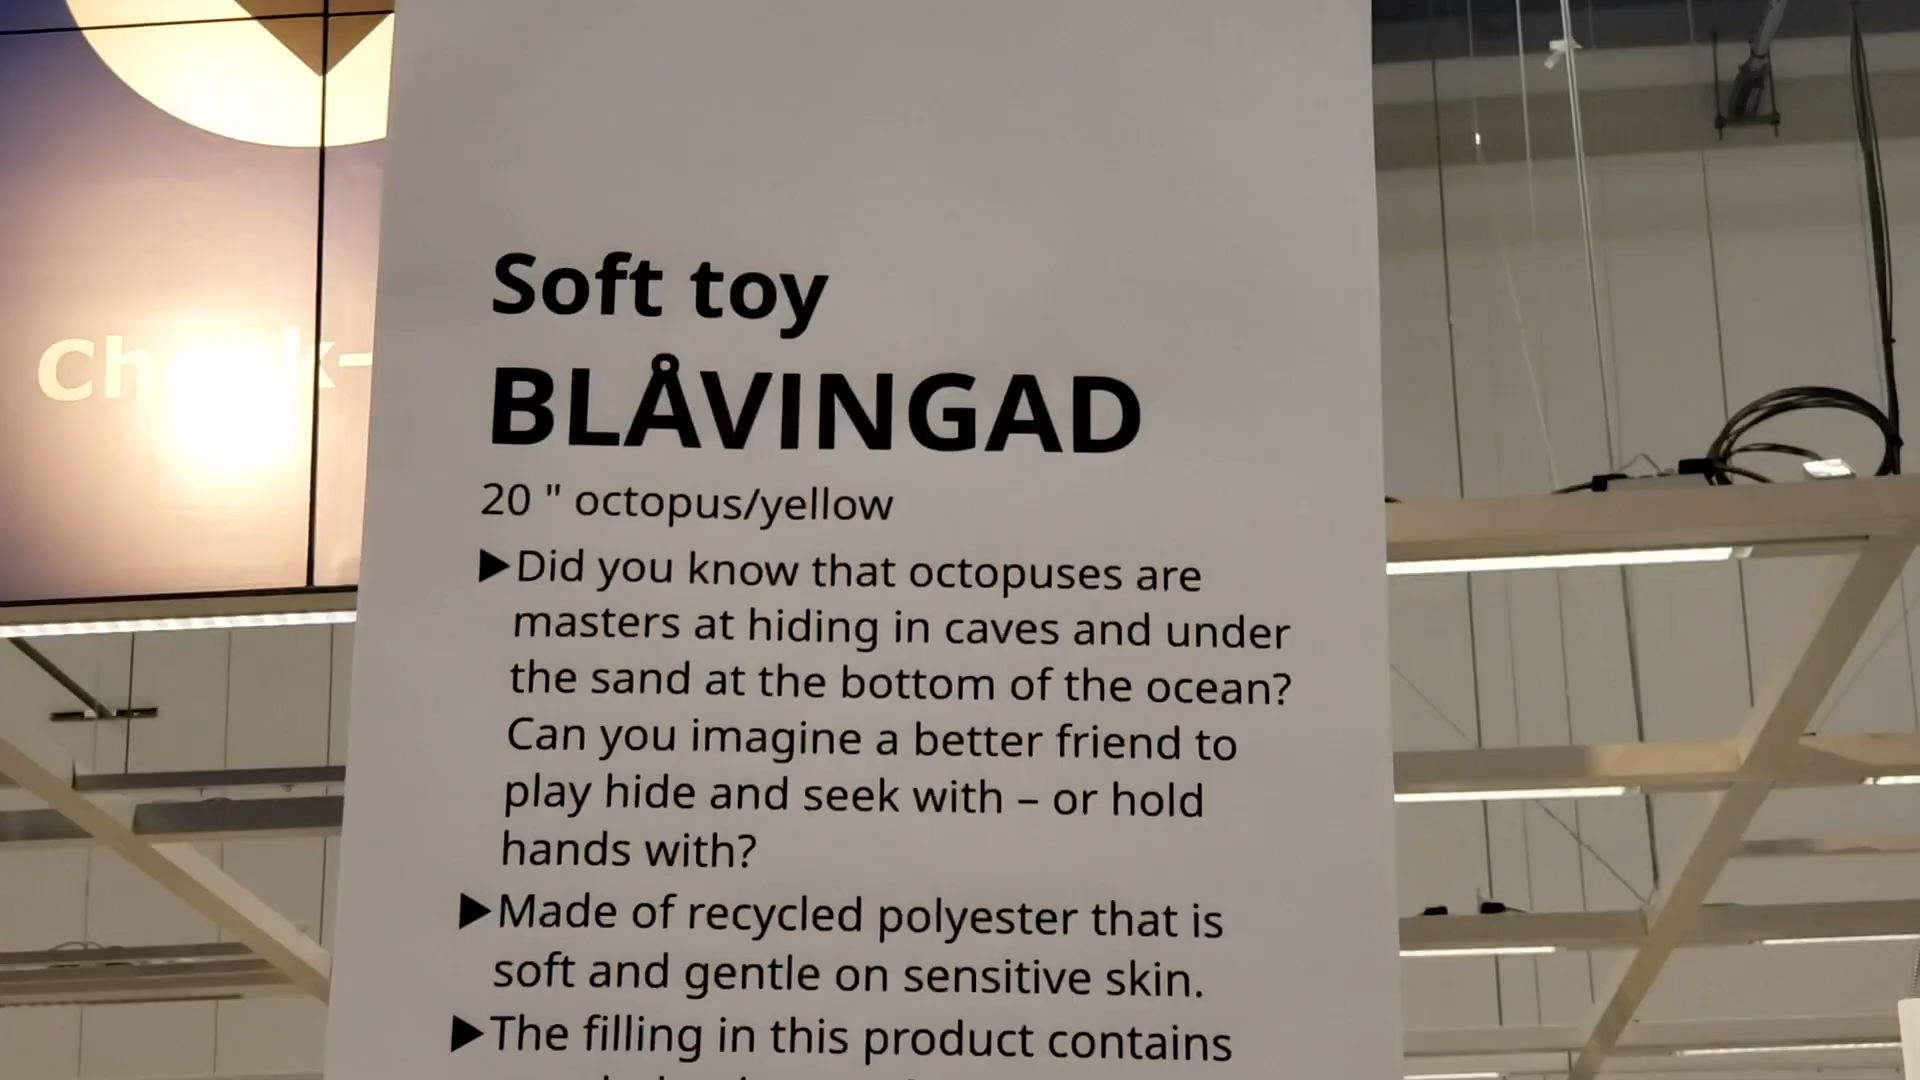 Soft toy
BLÅVINGAD
20 " octopus/yellow
▶Did you know that octopuses are
masters at hiding in caves and under
the sand at the bottom of the ocean?
Can you imagine a better friend to
play hide and seek with – or hold
hands with?
▶Made of recycled polyester that is
soft and gentle on sensitive skin.
▶The filling in this product contains